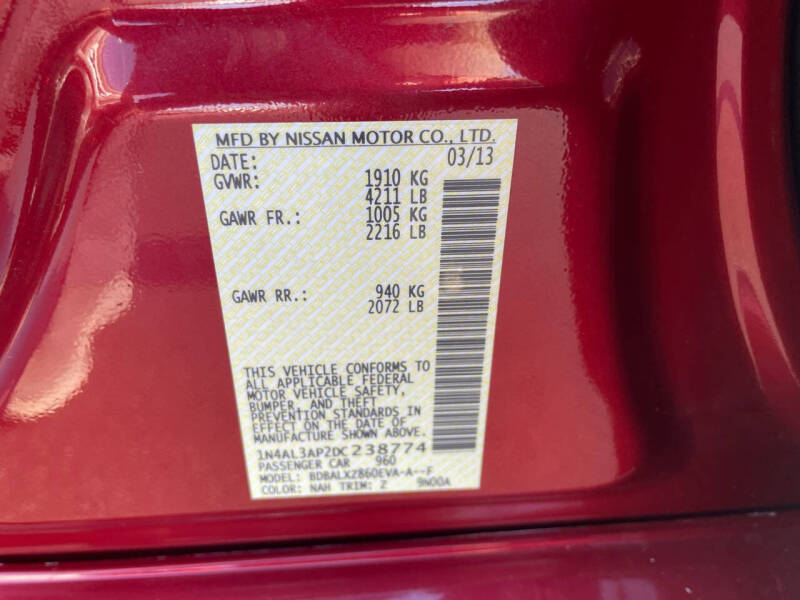 MFD BY NISSAN MOTOR CO., LTD.
DATE: 03/13
GVWR: 1910 KG
4211 LB
GAWR FR.: 1005 KG
2216 LB
GAWR RR.: 940 KG
2072 LB
THIS VEHICLE CONFORMS TO
ALL APPLICABLE FEDERAL
MOTOR VEHICLE SAFETY,
BUMPER, AND THEFT
PREVENTION STANDARDS IN
EFFECT ON THE DATE OF
MANUFACTURE SHOWN ABOVE.
1N4AL3AP2DC238774
PASSENGER CAR 960
MODEL: BDBALXZ860EVA-A--F
COLOR: NAH TRIM: Z 9N00A